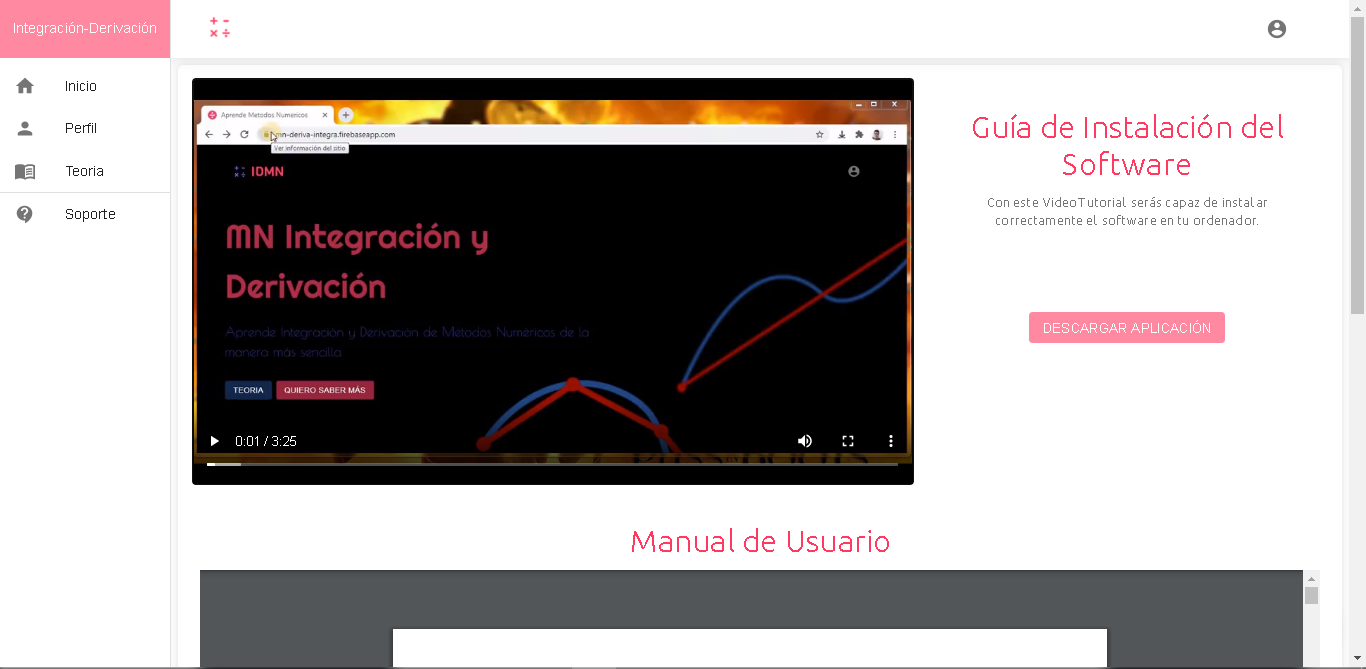 Integración-Derivación
Inicio
Perfil
Teoria
Soporte
Aprende Metodos Numericos
mn-deriva-integra.firebaseapp.com
Ver información del sitio
IDMN
MN Integración y
Derivación
Aprende Integración y Derivación de Métodos Numéricos de la
manera más sencilla
TEORIA
QUIERO SABER MÁS
0:01 / 3:25
Guía de Instalación del
Software
Con este VideoTutorial serás capaz de instalar
correctamente el software en tu ordenador.
DESCARGAR APLICACIÓN
Manual de Usuario